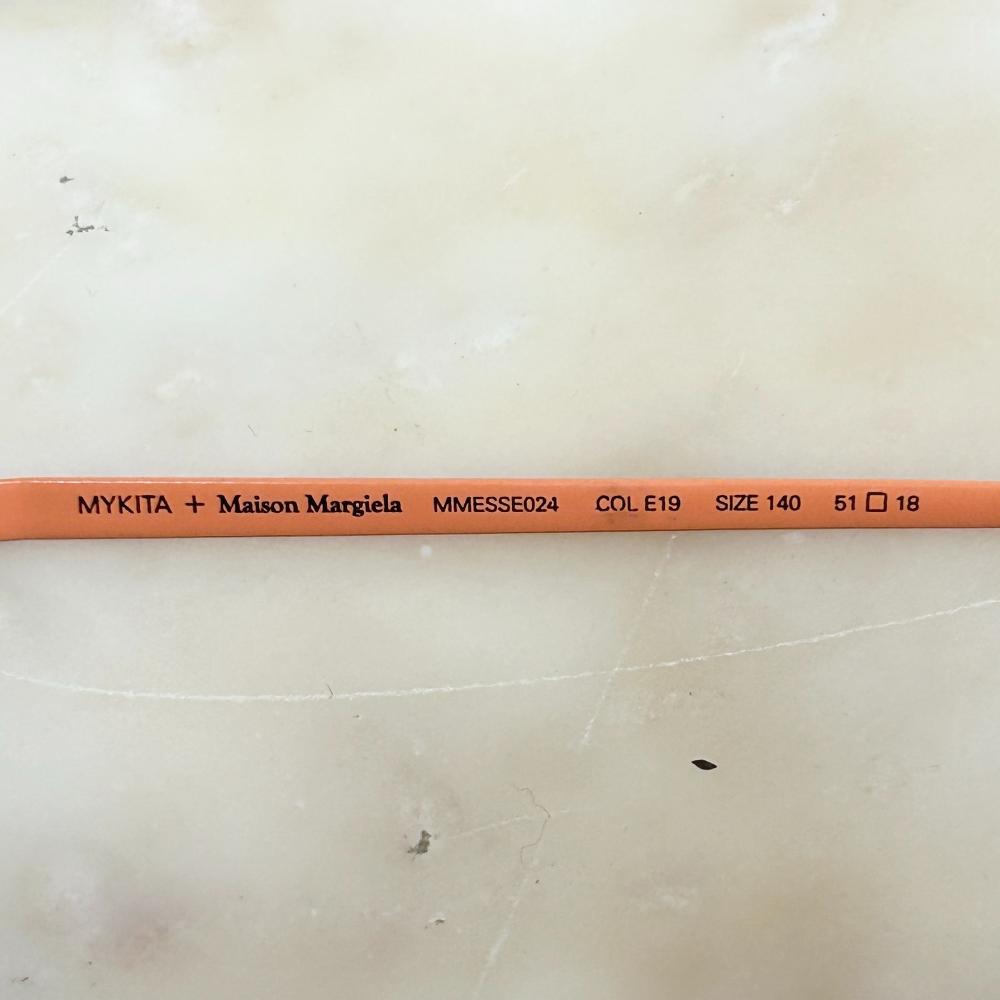 MYKITA + Maison Margiela MMESSE024 COL E19 SIZE 140 51 □ 18